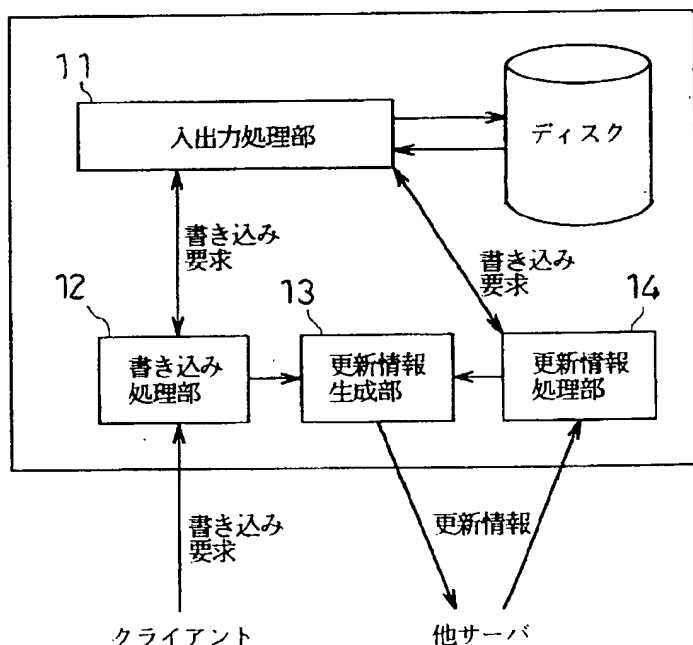 11
入出力処理部
ディスク
書き込み
要求
書き込み
要求
12
13
14
書き込み
処理部
更新情報
生成部
更新情報
処理部
書き込み
要求
更新情報
クライアント
他サーバ